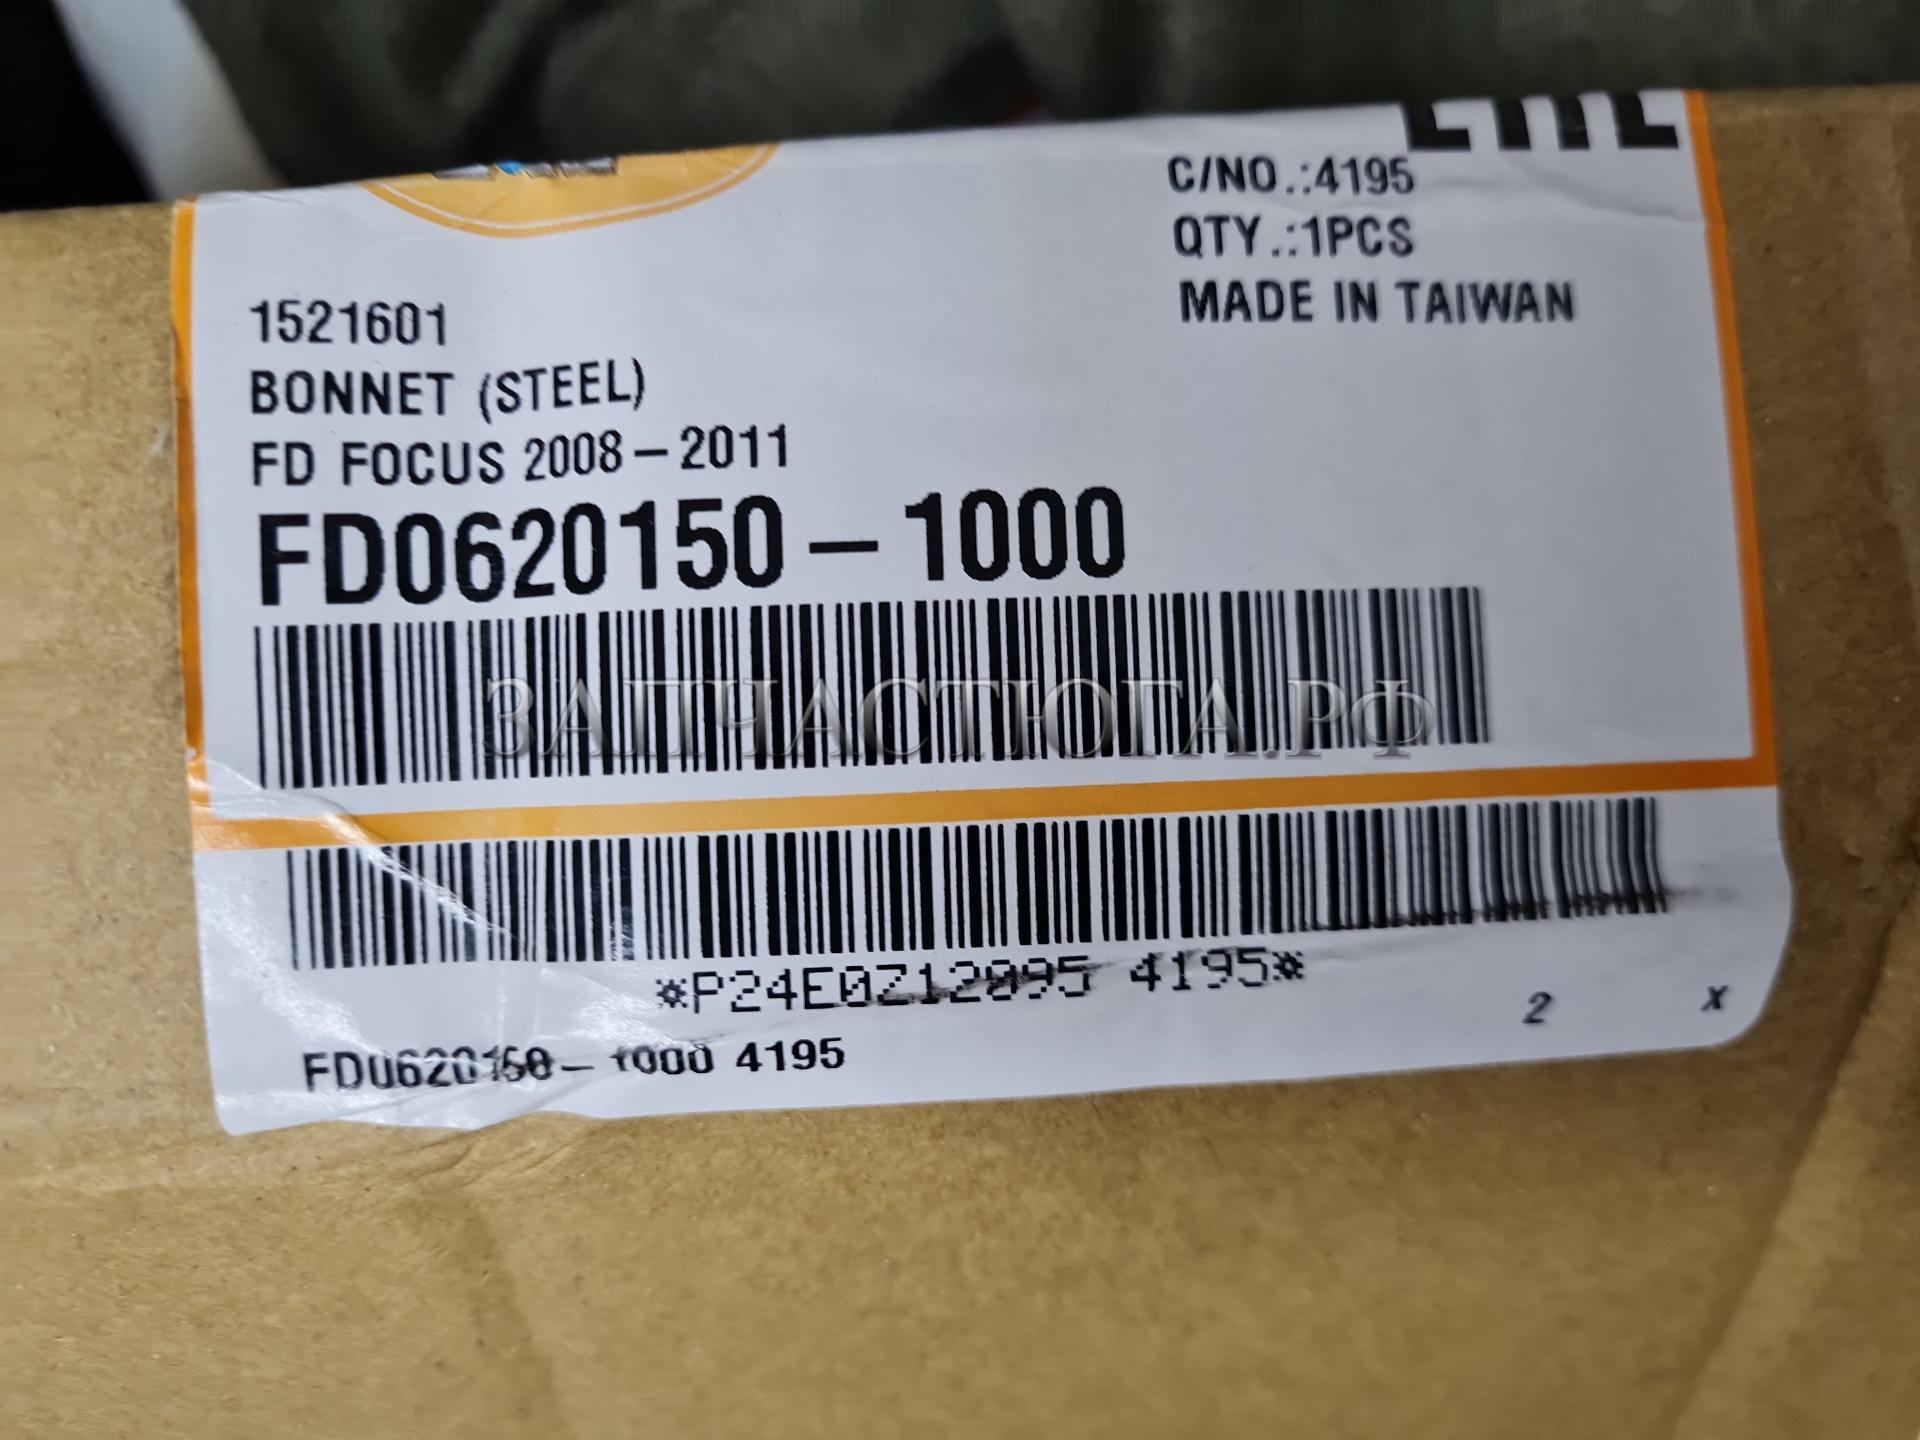 C/NO.:4195
QTY.:1PCS
MADE IN TAIWAN
1521601
BONNET (STEEL)
FD FOCUS 2008-2011
FD0620150-1000
ЗАПЧАСТЮГА.РФ
*P24E0Z12095 4195*
2 X
FD0620150-1000 4195